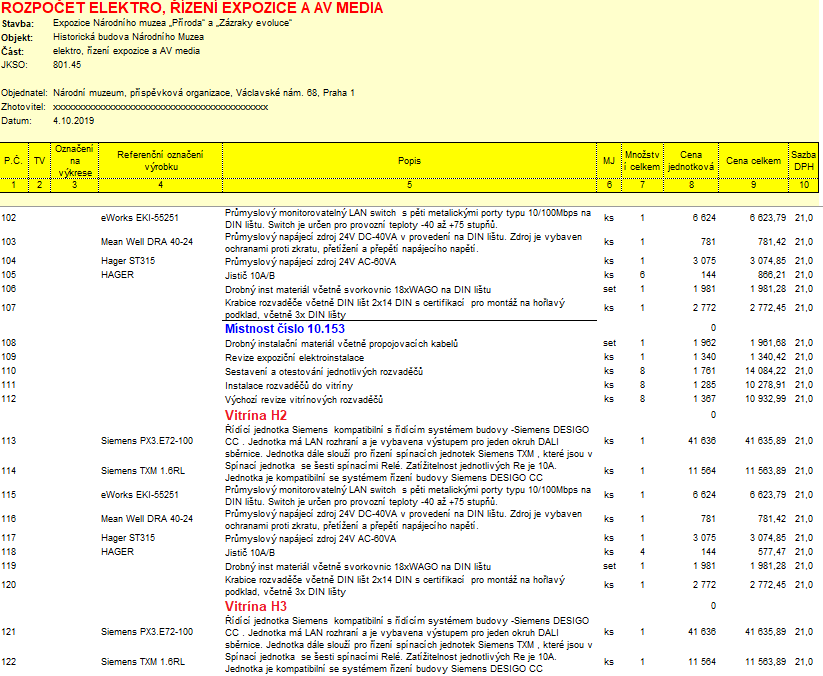 ROZPOČET ELEKTRO, ŘÍZENÍ EXPOZICE A AV MEDIA
Stavba: Expozice Národního muzea „Příroda“ a „Zázraky evoluce“
Objekt: Historická budova Národního Muzea
Část: elektro, řízení expozice a AV media
JKSO: 801.45
Objednatel: Národní muzeum, příspěvková organizace, Václavské nám. 68, Praha 1
Zhotovitel: xxxxxxxxxxxxxxxxxxxxxxxxxxxxxxxxxxxxxxxxxxx
Datum: 4.10.2019
P.Č. TV Označení na výkrese Referenční označení výrobku Popis MJ Množstv í celkem Cena jednotková Cena celkem Sazba DPH
1 2 3 4 5 6 7 8 9 10
102 eWorks EKI-55251 Průmyslový monitorovatelný LAN switch s pěti metalickými porty typu 10/100Mbps na ks 1 6 624 6 623,79 21,0
DIN lištu. Switch je určen pro provozní teploty -40 až +75 stupňů.
103 Mean Well DRA 40-24 Průmyslový napájecí zdroj 24V DC-40VA v provedení na DIN lištu. Zdroj je vybaven ks 1 781 781,42 21,0
ochranami proti zkratu, přetížení a přepětí napájecího napětí.
104 Hager ST315 Průmyslový napájecí zdroj 24V AC-60VA ks 1 3 075 3 074,85 21,0
105 HAGER Jistič 10A/B ks 6 144 866,21 21,0
106 Drobný inst materiál včetně svorkovnic 18xWAGO na DIN lištu set 1 1 981 1 981,28 21,0
107 Krabice rozvaděče včetně DIN lišt 2x14 DIN s certifikací pro montáž na hořlavý ks 1 2 772 2 772,45 21,0
podklad, včetně 3x DIN lišty
Místnost číslo 10.153 0
108 Drobný instalační materiál včetně propojovacích kabelů set 1 1 962 1 961,68 21,0
109 Revize expoziční elektroinstalace ks 1 1 340 1 340,42 21,0
110 Sestavení a otestování jednotlivých rozvaděčů ks 8 1 761 14 084,22 21,0
111 Instalace rozvaděčů do vitríny ks 8 1 285 10 278,91 21,0
112 Výchozí revize vitrínových rozvaděčů ks 8 1 367 10 932,99 21,0
Vitrína H2 0
113 Siemens PX3.E72-100 Řídící jednotka Siemens kompatibilní s řídícím systémem budovy -Siemens DESIGO ks 1 41 636 41 635,89 21,0
CC . Jednotka má LAN rozhraní a je vybavena výstupem pro jeden okruh DALI
sběrnice. Jednotka dále slouží pro řízení spínacích jednotek Siemens TXM , které jsou v
114 Siemens TXM 1.6RL Spínací jednotka se šesti spínacími Relé. Zatížitelnost jednotlivých Re je 10A. ks 1 11 564 11 563,89 21,0
Jednotka je kompatibilní se systémem řízení budovy Siemens DESIGO CC
115 eWorks EKI-55251 Průmyslový monitorovatelný LAN switch s pěti metalickými porty typu 10/100Mbps na ks 1 6 624 6 623,79 21,0
DIN lištu. Switch je určen pro provozní teploty -40 až +75 stupňů.
116 Mean Well DRA 40-24 Průmyslový napájecí zdroj 24V DC-40VA v provedení na DIN lištu. Zdroj je vybaven ks 1 781 781,42 21,0
ochranami proti zkratu, přetížení a přepětí napájecího napětí.
117 Hager ST315 Průmyslový napájecí zdroj 24V AC-60VA ks 1 3 075 3 074,85 21,0
118 HAGER Jistič 10A/B ks 4 144 577,47 21,0
119 Drobný inst materiál včetně svorkovnic 18xWAGO na DIN lištu set 1 1 981 1 981,28 21,0
120 Krabice rozvaděče včetně DIN lišt 2x14 DIN s certifikací pro montáž na hořlavý ks 1 2 772 2 772,45 21,0
podklad, včetně 3x DIN lišty
Vitrína H3 0
121 Siemens PX3.E72-100 Řídící jednotka Siemens kompatibilní s řídícím systémem budovy -Siemens DESIGO ks 1 41 636 41 635,89 21,0
CC . Jednotka má LAN rozhraní a je vybavena výstupem pro jeden okruh DALI
sběrnice. Jednotka dále slouží pro řízení spínacích jednotek Siemens TXM , které jsou v
122 Siemens TXM 1.6RL Spínací jednotka se šesti spínacími Relé. Zatížitelnost jednotlivých Re je 10A. ks 1 11 564 11 563,89 21,0
Jednotka je kompatibilní se systémem řízení budovy Siemens DESIGO CC